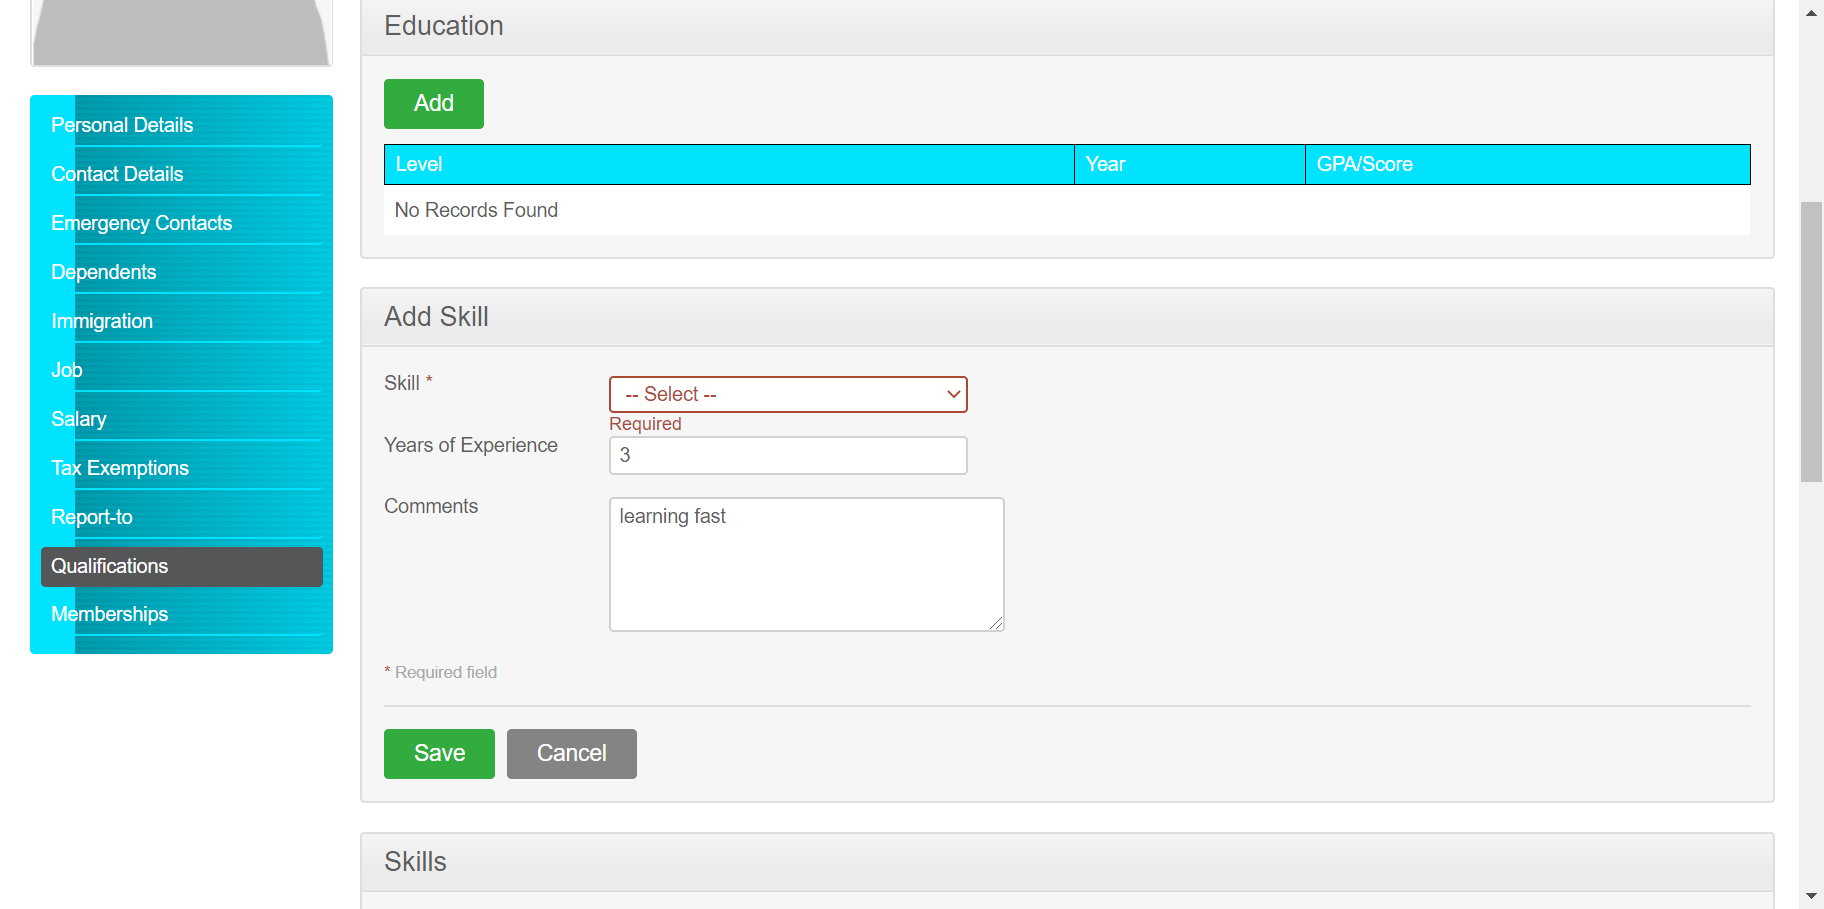 Personal Details
Contact Details
Emergency Contacts
Dependents
Immigration
Job
Salary
Tax Exemptions
Report-to
Qualifications
Memberships
Education
Add
Level Year GPA/Score
No Records Found
Add Skill
Skill * -- Select --
Required
Years of Experience 3
Comments learning fast
* Required field
Save Cancel
Skills